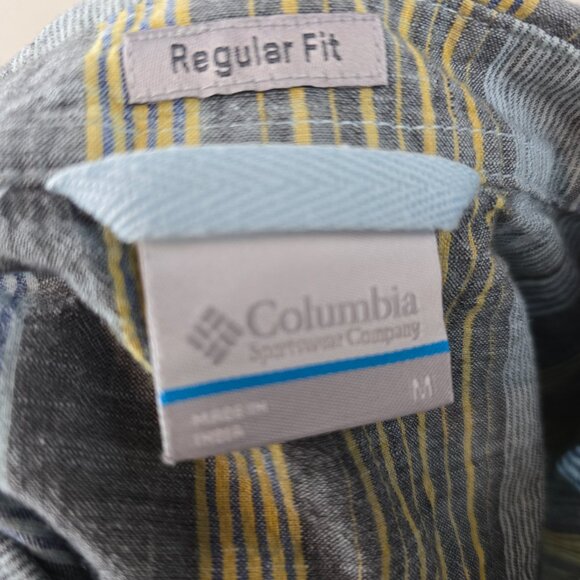 Regular Fit
Columbia
Sportswear Company
M
MADE IN
INDIA